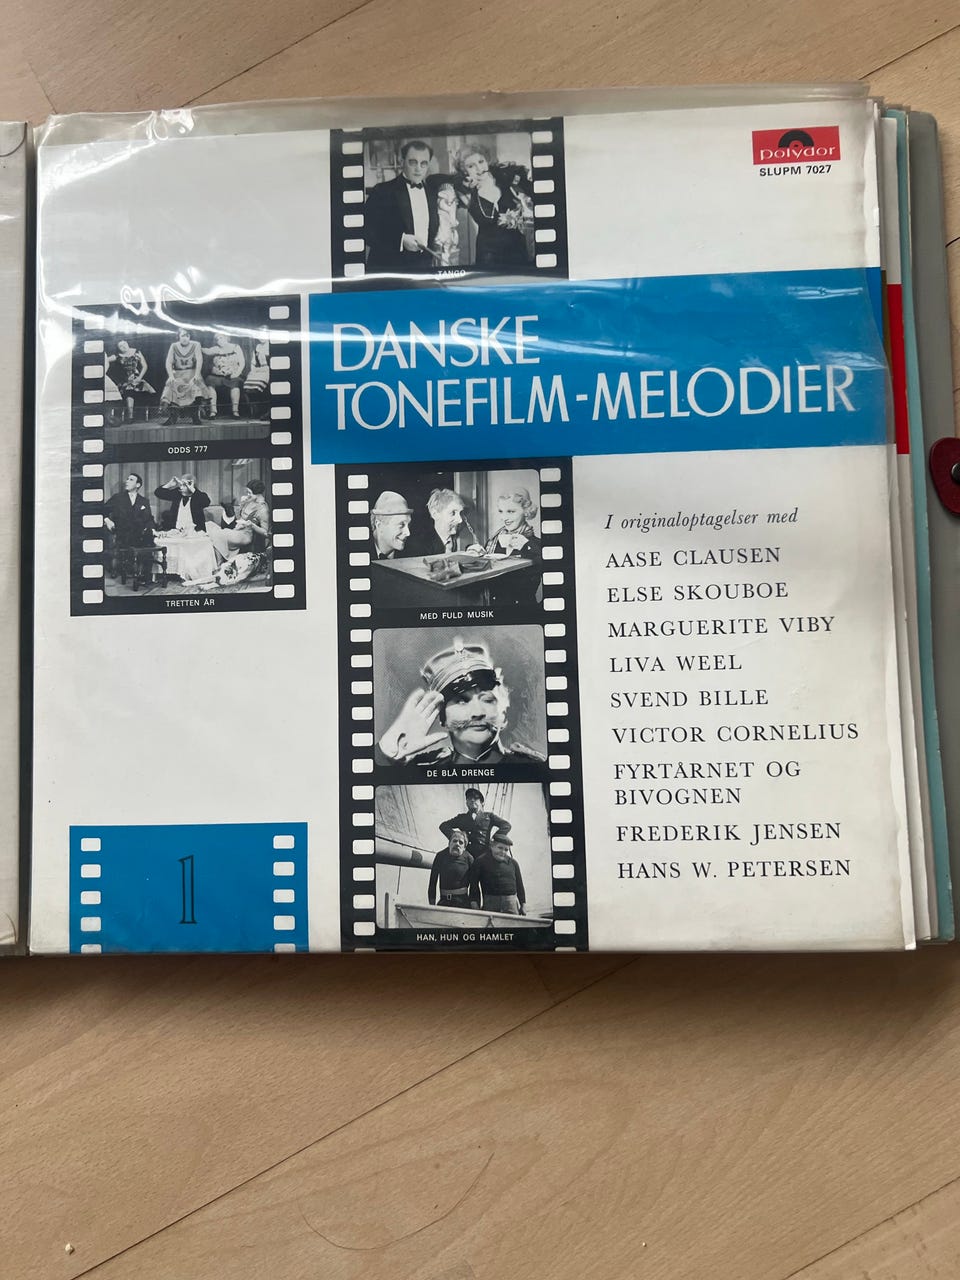 polydor
SLUPM 7027
TANGO
DANSKE
TONEFILM-MELODIER
ODDS 777
TRETTEN ÅR
MED FULD MUSIK
DE BLÅ DRENGE
HAN, HUN OG HAMLET
1
I originaloptagelser med
AASE CLAUSEN
ELSE SKOUBOE
MARGUERITE VIBY
LIVA WEEL
SVEND BILLE
VICTOR CORNELIUS
FYRTÅRNET OG
BIVOGNEN
FREDERIK JENSEN
HANS W. PETERSEN